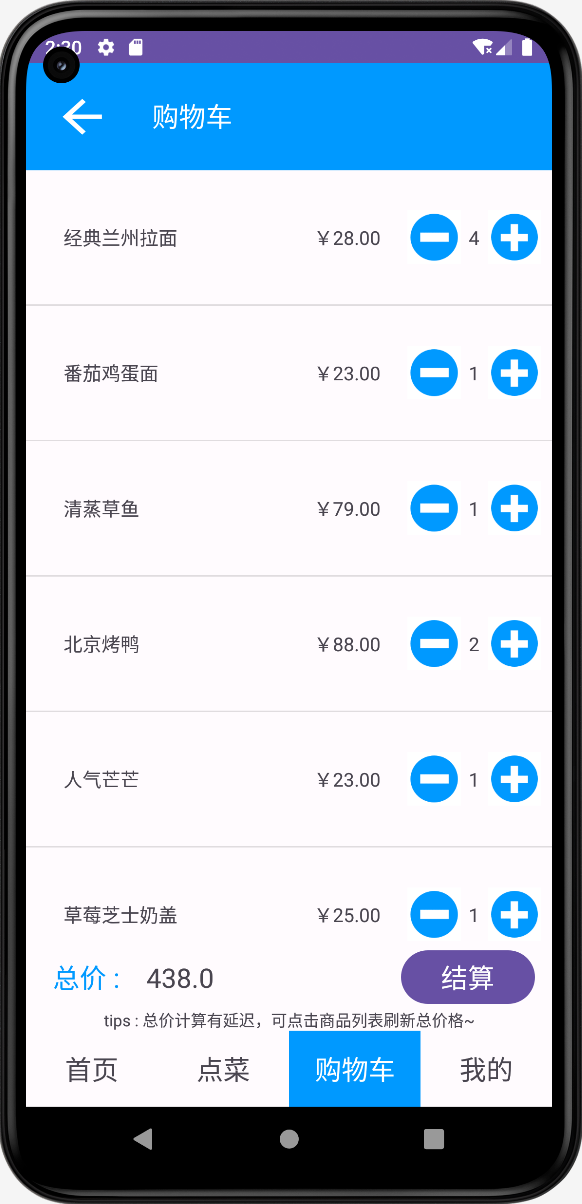 2:30
购物车
经典兰州拉面 ￥28.00 4
番茄鸡蛋面 ￥23.00 1
清蒸草鱼 ￥79.00 1
北京烤鸭 ￥88.00 2
人气芒芒 ￥23.00 1
草莓芝士奶盖 ￥25.00 1
总价： 438.0 结算
tips : 总价计算有延迟，可点击商品列表刷新总价格~
首页 点菜 购物车 我的